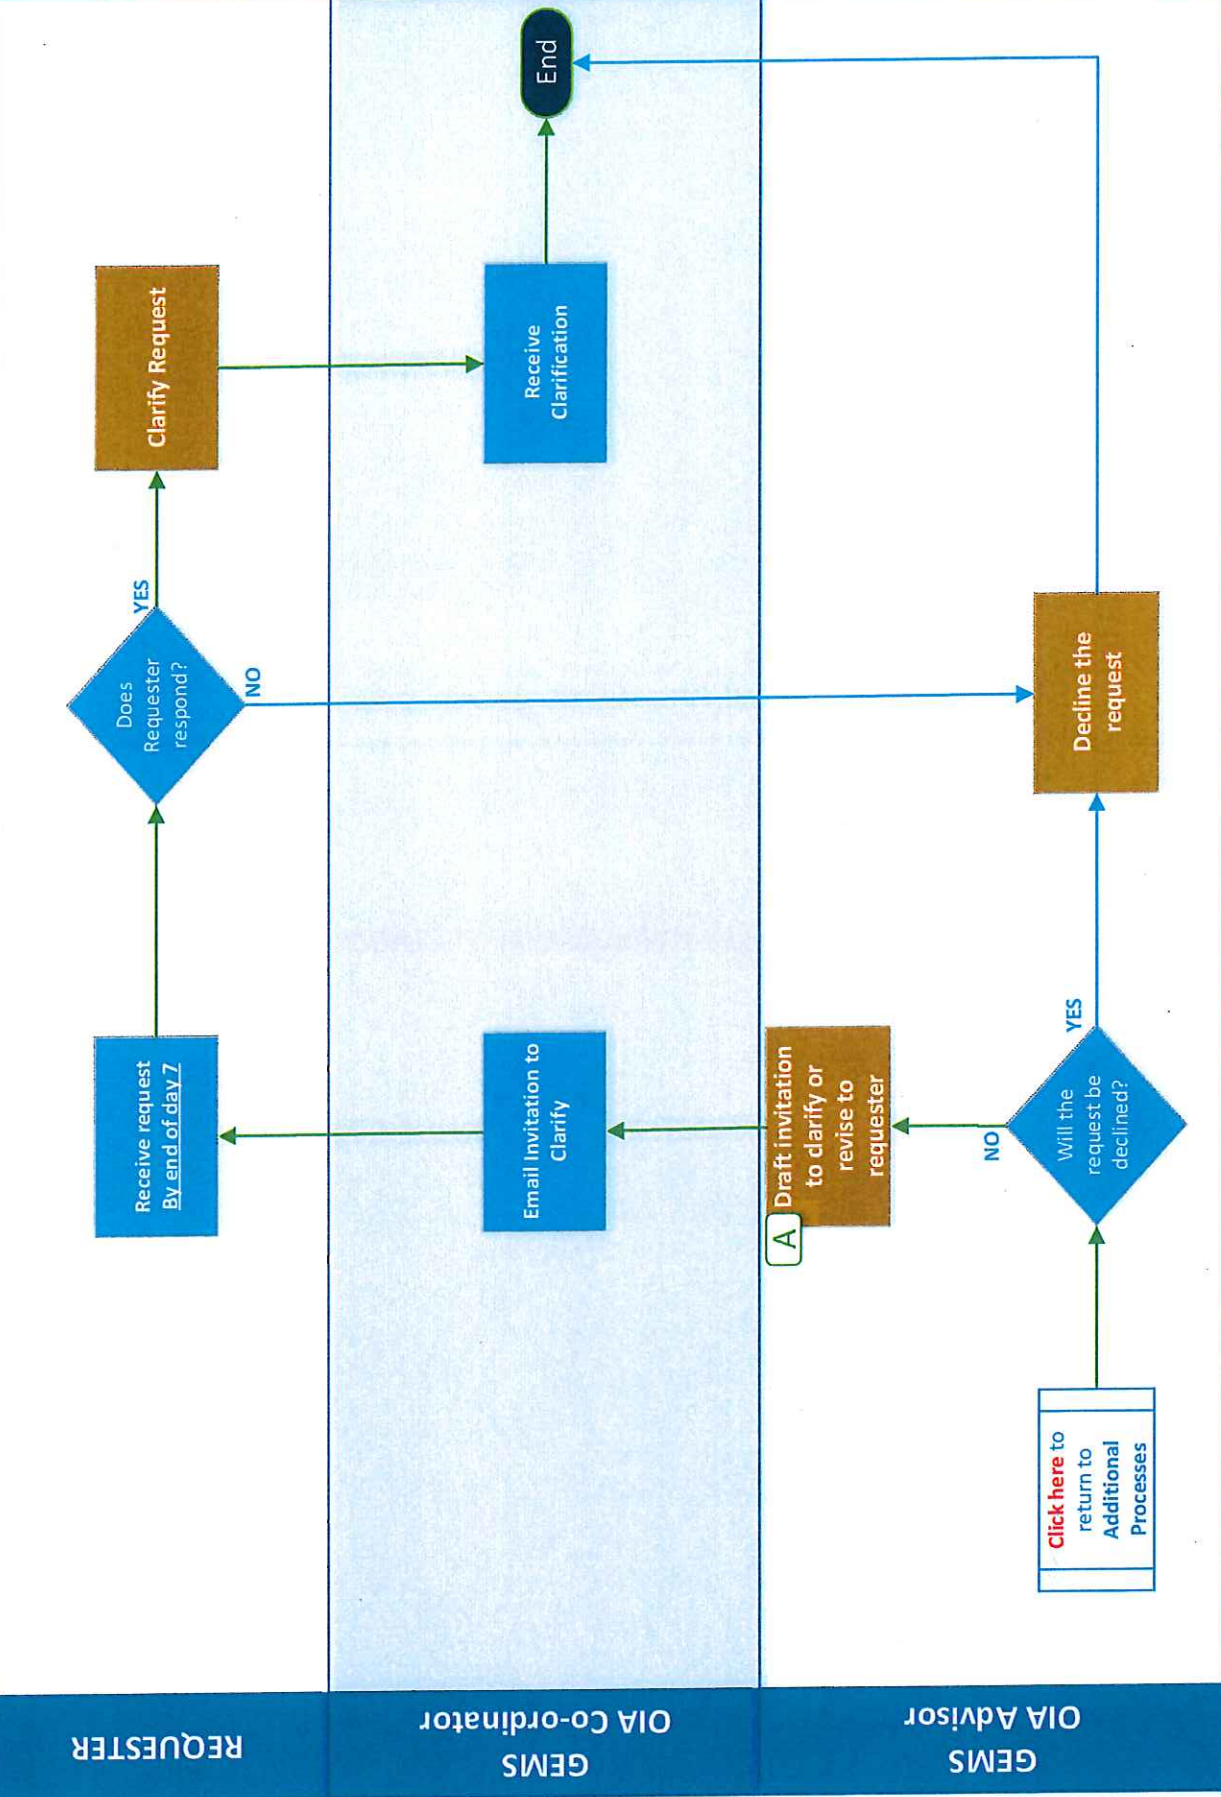 REQUESTER
Receive request
By end of day 7
Does
Requester
respond?
YES
NO
Clarify Request
GEMS
OIA Co-ordinator
Email Invitation to
Clarify
Receive
Clarification
End
GEMS
OIA Advisor
Click here to
return to
Additional
Processes
Will the
request be
declined?
NO
YES
A
Draft invitation
to clarify or
revise to
requester
Decline the
request